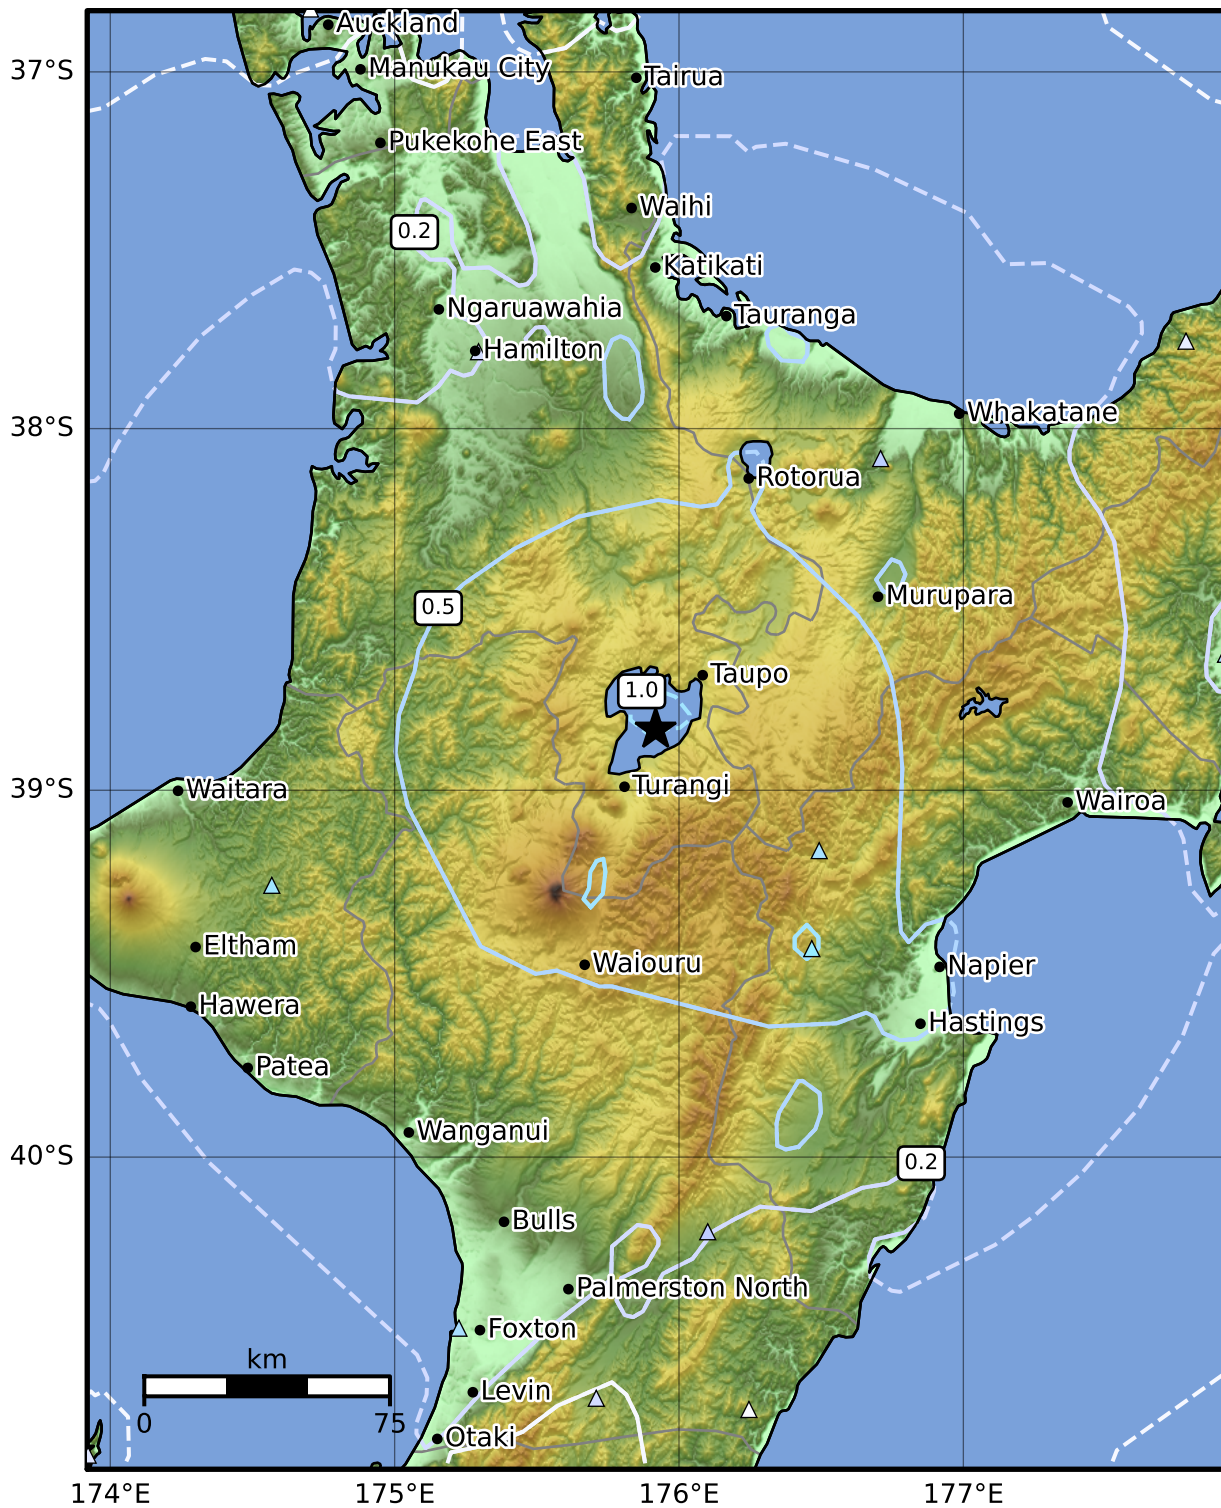 Auckland
37°S
Manukau City
Tairua
Pukekohe East
Waihi
0.2
Katikati
Ngaruawahia
Tauranga
Hamilton
Whakatane
38°S
Rotorua
Murupara
0.5
Taupo
1.0
Turangi
39°S
Waitara
Wairoa
Eltham
Waiouru
Napier
Hawera
Hastings
Patea
Wanganui
40°S
0.2
Bulls
Palmerston North
Foxton
km
Levin
0
75
Otaki
174°E
175°E
176°E
177°E